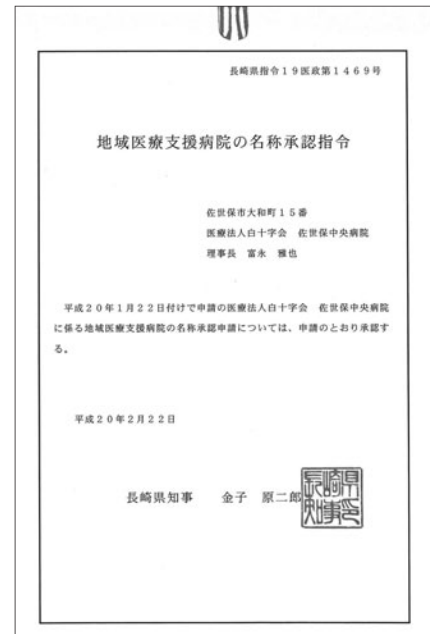 長崎県指令19医政第1469号
地域医療支援病院の名称承認指令
佐世保市大和町15番
医療法人白十字会 佐世保中央病院
理事長 富永 雅也
平成20年1月22日付けで申請の医療法人白十字会 佐世保中央病院
に係る地域医療支援病院の名称承認申請については、申請のとおり承認す
る。
平成20年2月22日
長崎県知事 金子 原二郎
長崎県知事印